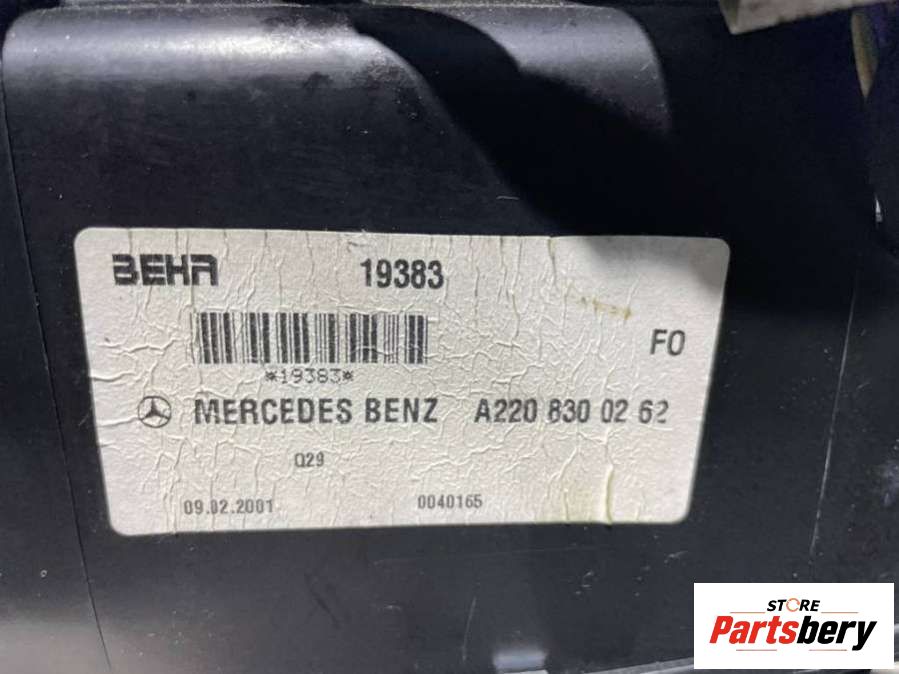 BEHR 19383
F0
*19383*
MERCEDES BENZ A220 830 02 62
Q29
09.02.2001 0040165
STORE
Partsbery